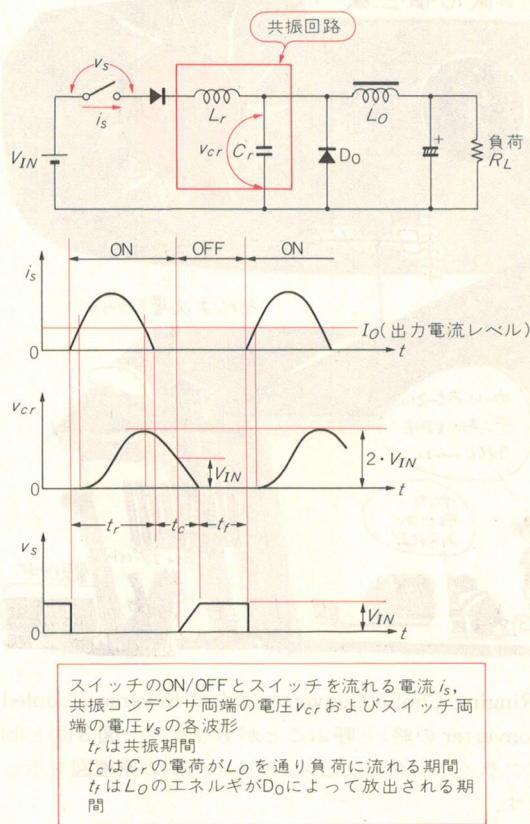 共振回路
vs
is
Lr
LO
VIN
vcr
Cr
DO
+
負荷
RL
ON
OFF
ON
is
IO(出力電流レベル)
0
t
vcr
VIN
2・VIN
0
t
tr
tc
tf
vs
VIN
0
t
スイッチのON/OFFとスイッチを流れる電流 is,
共振コンデンサ両端の電圧vcrおよびスイッチ両
端の電圧vsの各波形
trは共振期間
tcはCrの電荷がLOを通り負荷に流れる期間
tfはLOのエネルギがDOによって放出される期
間